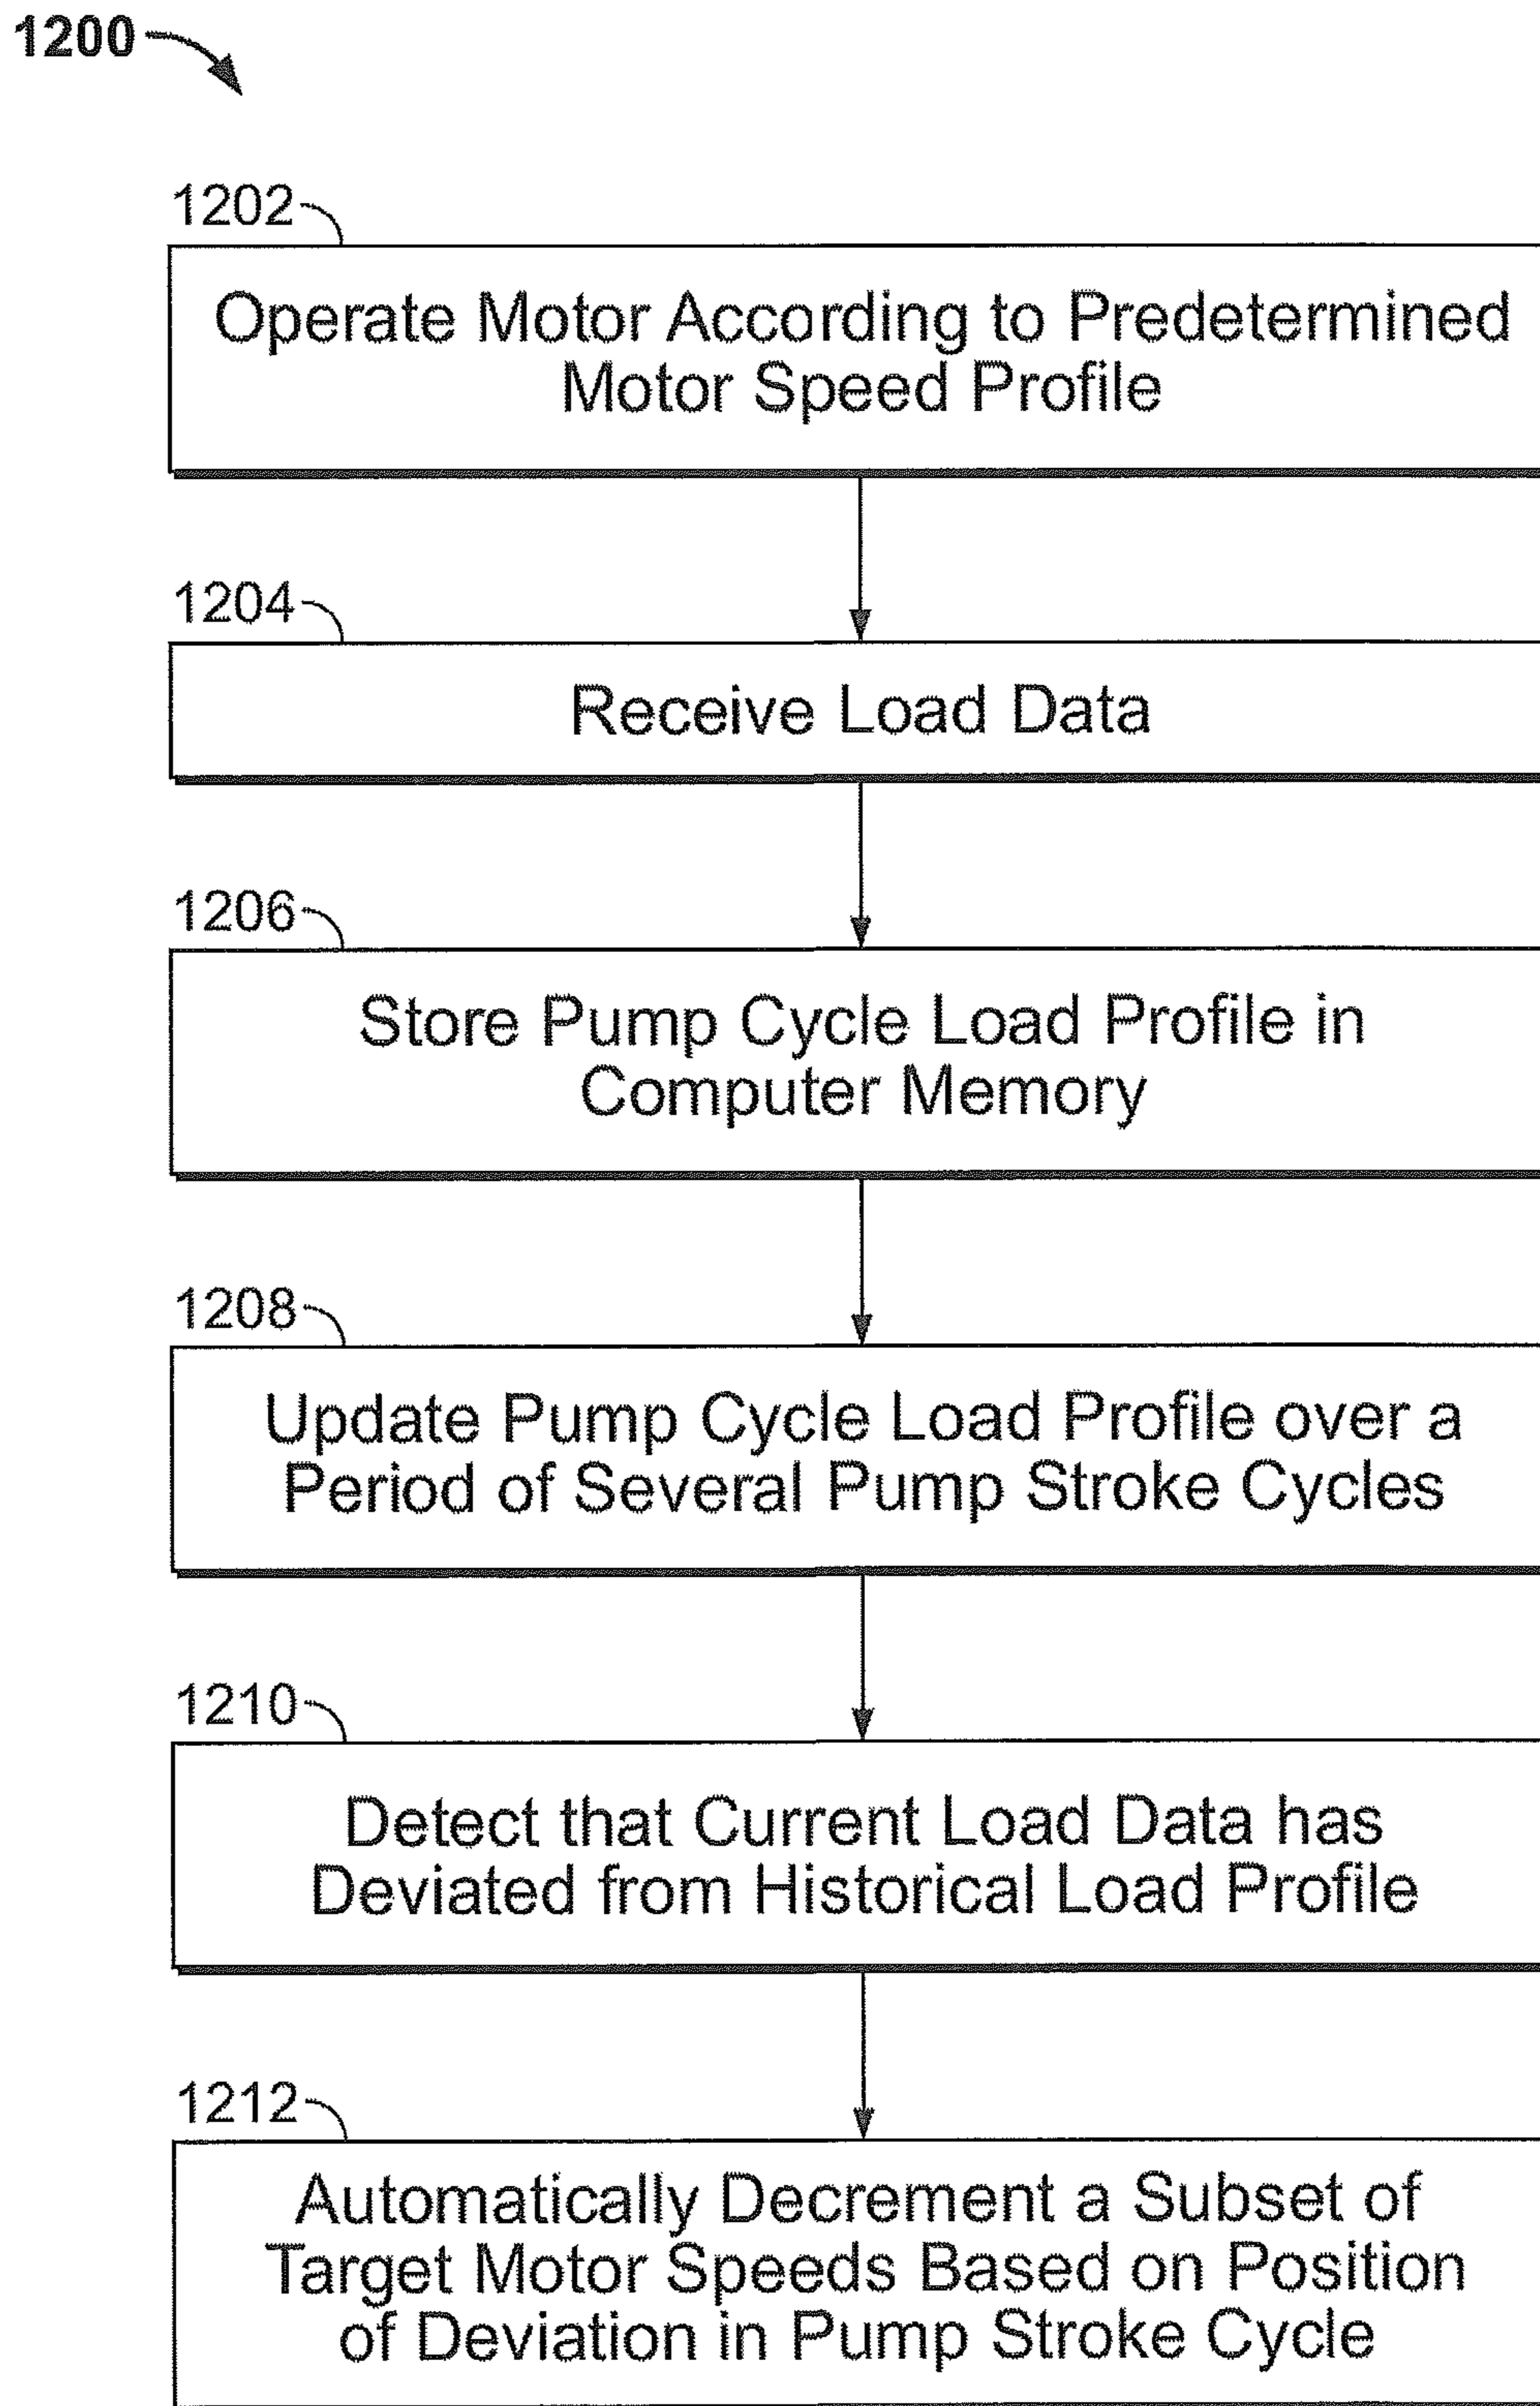 1200
1202
Operate Motor According to Predetermined
Motor Speed Profile
1204
Receive Load Data
1206
Store Pump Cycle Load Profile in
Computer Memory
1208
Update Pump Cycle Load Profile over a
Period of Several Pump Stroke Cycles
1210
Detect that Current Load Data has
Deviated from Historical Load Profile
1212
Automatically Decrement a Subset of
Target Motor Speeds Based on Position
of Deviation in Pump Stroke Cycle